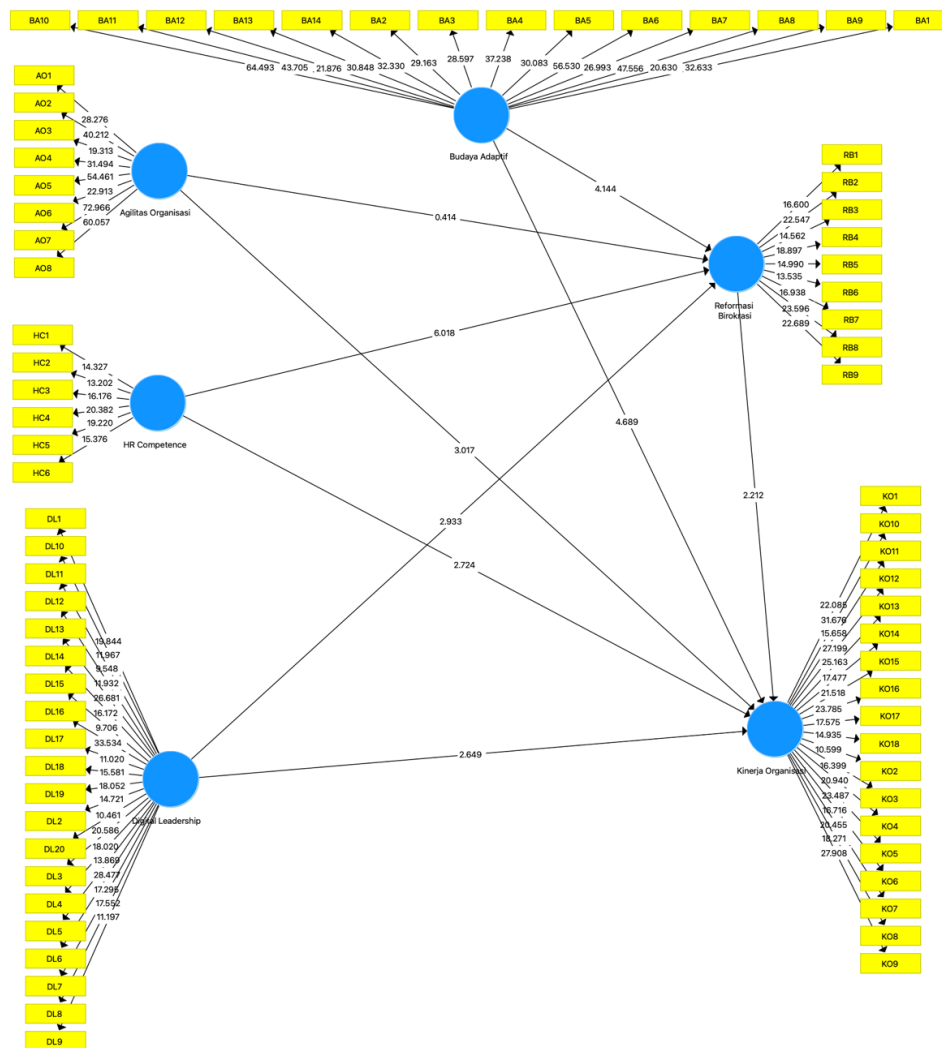 BA10 BA11 BA12 BA13 BA14 BA2 BA3 BA4 BA5 BA6 BA7 BA8 BA9 BA1
64.493 43.705 21.876 30.848 32.330 29.163 28.597 37.238 30.083 56.530 26.993 47.556 20.630 32.633
Budaya Adaptif
AO1
AO2
AO3
AO4
AO5
AO6
AO7
AO8
28.276
40.212
19.313
31.494
54.461
22.913
72.966
60.057
Agilitas Organisasi
HC1
HC2
HC3
HC4
HC5
HC6
14.327
13.202
16.176
20.382
19.220
15.376
HR Competence
DL1
DL10
DL11
DL12
DL13
DL14
DL15
DL16
DL17
DL18
DL19
DL2
DL20
DL3
DL4
DL5
DL6
DL7
DL8
DL9
19.844
11.967
9.548
11.932
26.681
16.172
9.706
33.534
11.020
15.581
18.052
14.721
10.461
20.586
18.020
13.869
28.477
17.295
17.552
11.197
Digital Leadership
4.144
0.414
6.018
4.689
3.017
2.933
2.212
2.724
2.649
RB1
RB2
RB3
RB4
RB5
RB6
RB7
RB8
RB9
16.600
22.547
14.562
18.897
14.990
13.535
16.938
23.596
22.689
Reformasi
Birokrasi
KO1
KO10
KO11
KO12
KO13
KO14
KO15
KO16
KO17
KO18
KO2
KO3
KO4
KO5
KO6
KO7
KO8
KO9
22.085
31.676
15.658
27.199
25.163
17.477
21.518
23.785
17.575
14.935
10.599
16.399
20.940
23.487
20.455
18.271
27.908
Kinerja Organisasi